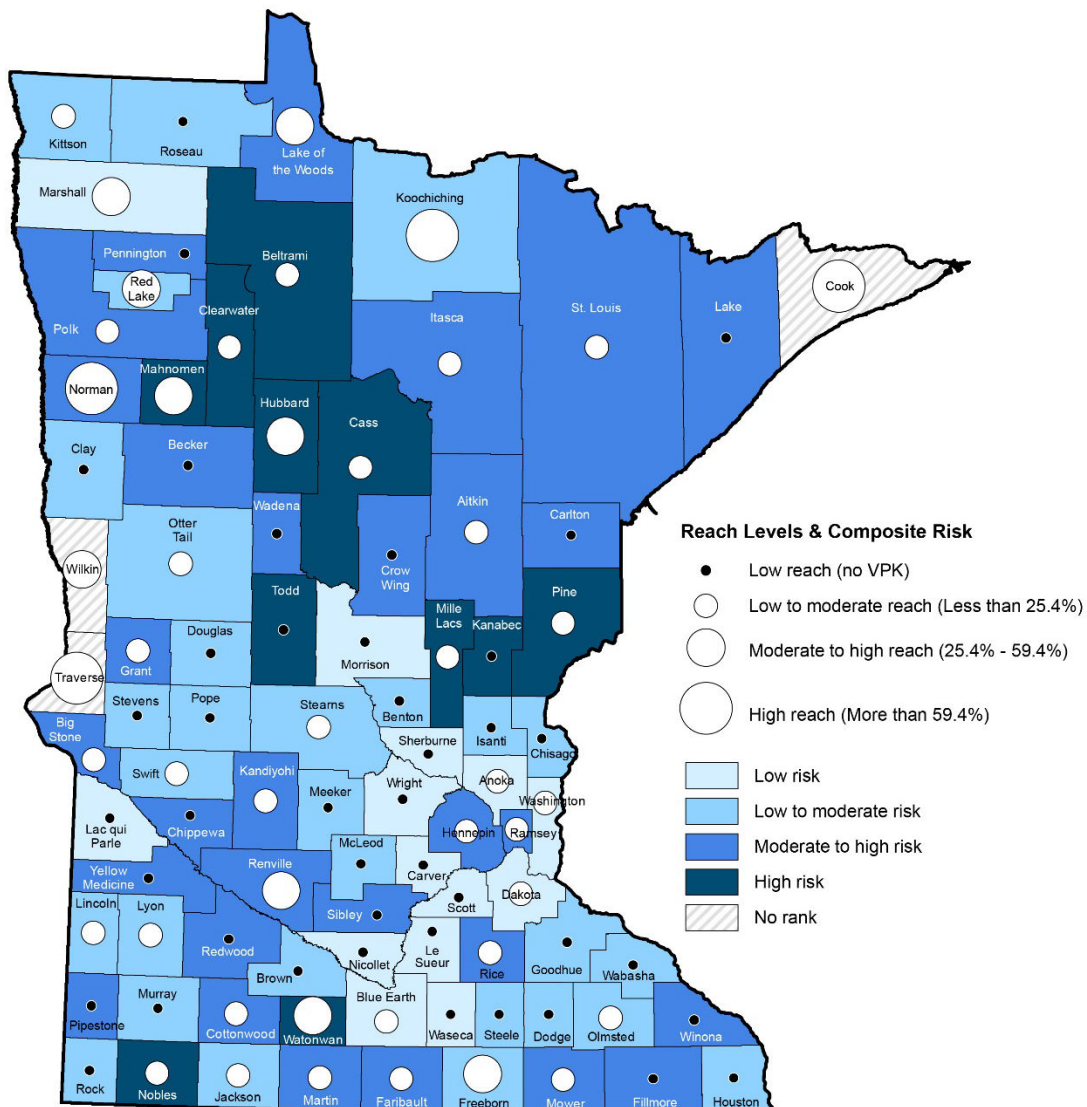 Kittson
Roseau
Lake of
the Woods
Marshall
Koochiching
Pennington
Beltrami
Red
Lake
Clearwater
Cook
Polk
Itasca
St. Louis
Lake
Norman
Mahnomen
Hubbard
Cass
Clay
Becker
Wadena
Aitkin
Carlton
Otter
Tail
Crow
Wing
Wilkin
Todd
Pine
Mille
Lacs
Kanabec
Douglas
Grant
Morrison
Traverse
Stevens
Pope
Stearns
Benton
Isanti
Chisago
Big
Stone
Sherburne
Swift
Kandiyohi
Meeker
Wright
Anoka
Washington
Lac qui
Parle
Chippewa
Hennepin
Ramsey
McLeod
Carver
Yellow
Medicine
Renville
Scott
Dakota
Lincoln
Lyon
Sibley
Redwood
Nicollet
Le
Sueur
Rice
Goodhue
Wabasha
Brown
Pipestone
Murray
Cottonwood
Watonwan
Blue Earth
Waseca
Steele
Dodge
Olmsted
Winona
Rock
Nobles
Jackson
Martin
Faribault
Freeborn
Mower
Fillmore
Houston
Reach Levels & Composite Risk
Low reach (no VPK)
Low to moderate reach (Less than 25.4%)
Moderate to high reach (25.4% - 59.4%)
High reach (More than 59.4%)
Low risk
Low to moderate risk
Moderate to high risk
High risk
No rank